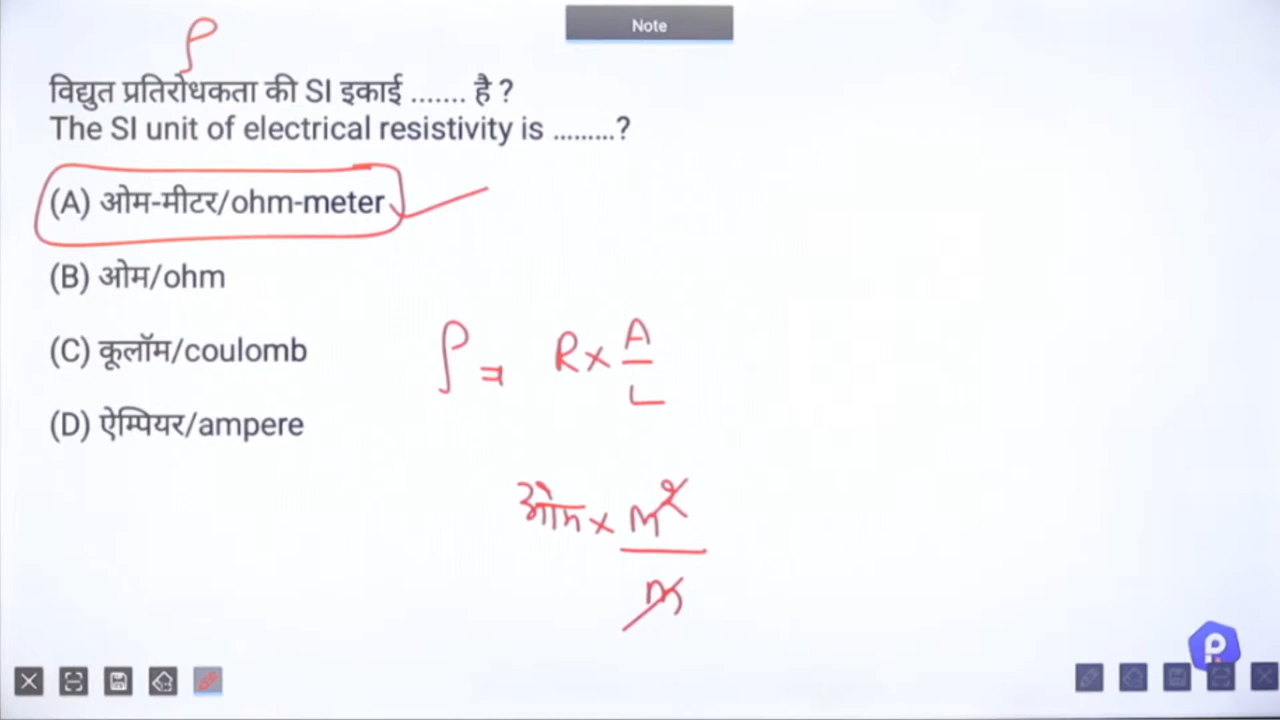 Note
ρ
विद्युत प्रतिरोधकता की SI इकाई ....... है ?
The SI unit of electrical resistivity is .........?
(A) ओम-मीटर/ohm-meter
(B) ओम/ohm
(C) कूलॉम/coulomb
(D) ऐम्पियर/ampere
ρ = R × A
L
ओम × m²
m